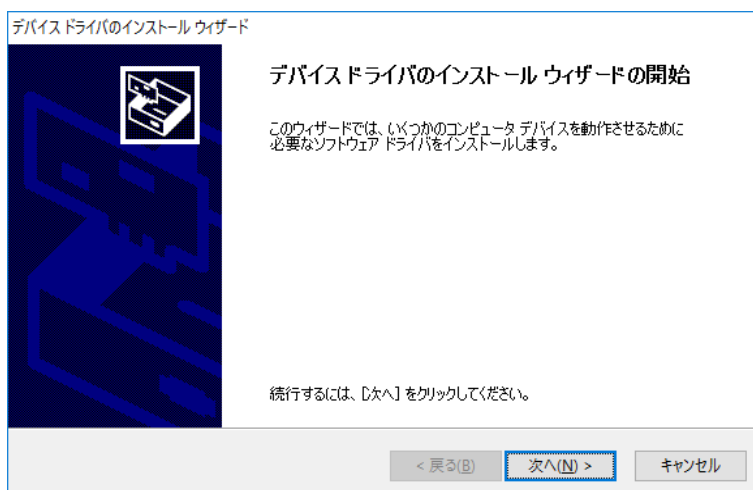 デバイス ドライバのインストール ウィザード
デバイス ドライバのインストール ウィザードの開始
このウィザードでは、いくつかのコンピュータ デバイスを動作させるために
必要なソフトウェア ドライバをインストールします。
続行するには、[次へ] をクリックしてください。
< 戻る(B)
次へ(N) >
キャンセル